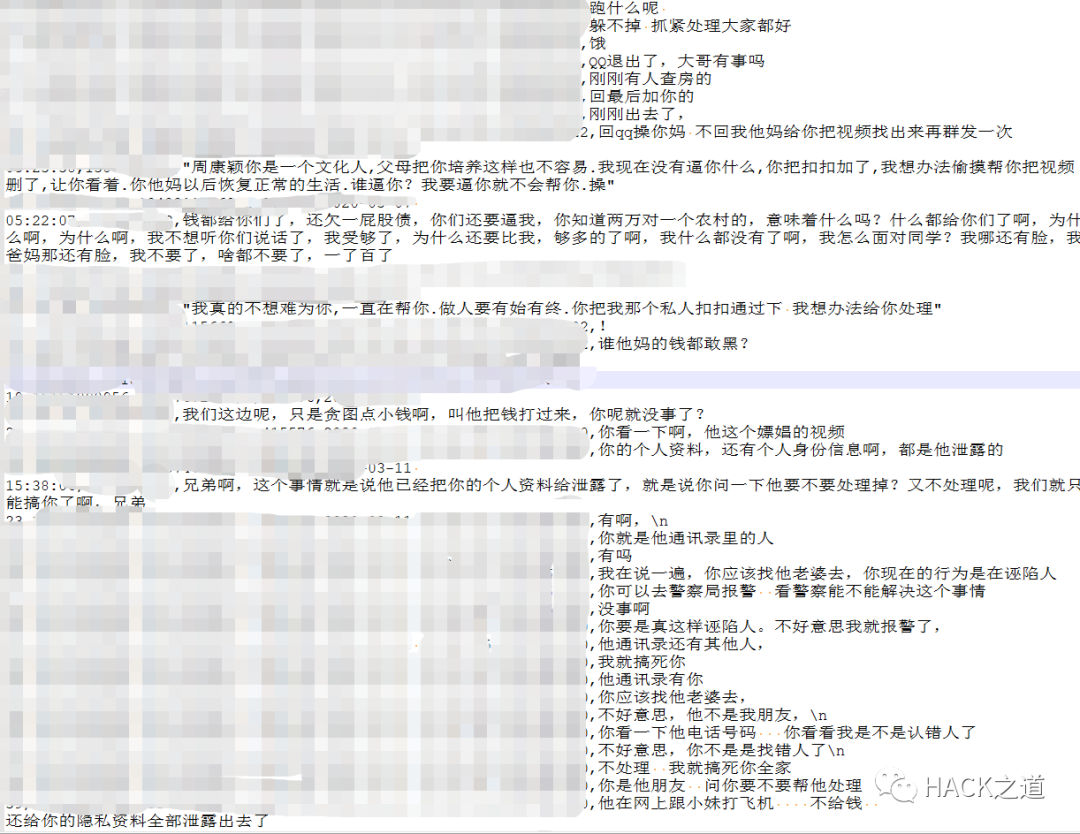 跑什么呢
躲不掉 抓紧处理大家都好
,饿
,QQ退出了，大哥有事吗
,刚刚有人查房的
,回最后加你的
,刚刚出去了，
2,回qq操你妈 不回我他妈给你把视频找出来再群发一次
"周康颖你是一个文化人,父母把你培养这样也不容易.我现在没有逼你什么,你把扣扣加了,我想办法偷摸帮你把视频
删了,让你看着.你他妈以后恢复正常的生活.谁逼你？我要逼你就不会帮你.操"
05:22:07 ,钱都给你们了，还欠一屁股债，你们还要逼我，你知道两万对一个农村的，意味着什么吗？什么都给你们了啊，为什
么啊，为什么啊，我不想听你们说话了，我受够了，为什么还要比我，够多的了啊，我什么都没有了啊，我怎么面对同学？我哪还有脸，我
爸妈那还有脸，我不要了，啥都不要了，一了百了
"我真的不想难为你,一直在帮你.做人要有始有终.你把我那个私人扣扣通过下 我想办法给你处理"
2,！
,谁他妈的钱都敢黑？
,我们这边呢，只是贪图点小钱啊，叫他把钱打过来，你呢就没事了？
,你看一下啊，他这个嫖娼的视频
,你的个人资料，还有个人身份信息啊，都是他泄露的
-03-11
15:38:0 ,兄弟啊，这个事情就是说他已经把你的个人资料给泄露了，就是说你问一下他要不要处理掉？又不处理呢，我们就只
能搞你了啊，兄弟
,有啊，\n
,你就是他通讯录里的人
,有吗
,我在说一遍，你应该找他老婆去，你现在的行为是在诬陷人
,你可以去警察局报警 看警察能不能解决这个事情
,没事啊
,你要是真这样诬陷人。不好意思我就报警了，
,他通讯录还有其他人，
,我就搞死你
,他通讯录有你
,你应该找他老婆去，
,不好意思，他不是我朋友，\n
,你看一下他电话号码 你看看我是不是认错人了
,不好意思，你不是是找错人了\n
,不处理 我就搞死你全家
,你是他朋友 问你要不要帮他处理
,他在网上跟小妹打飞机 不给钱
还给你的隐私资料全部泄露出去了
HACK之道